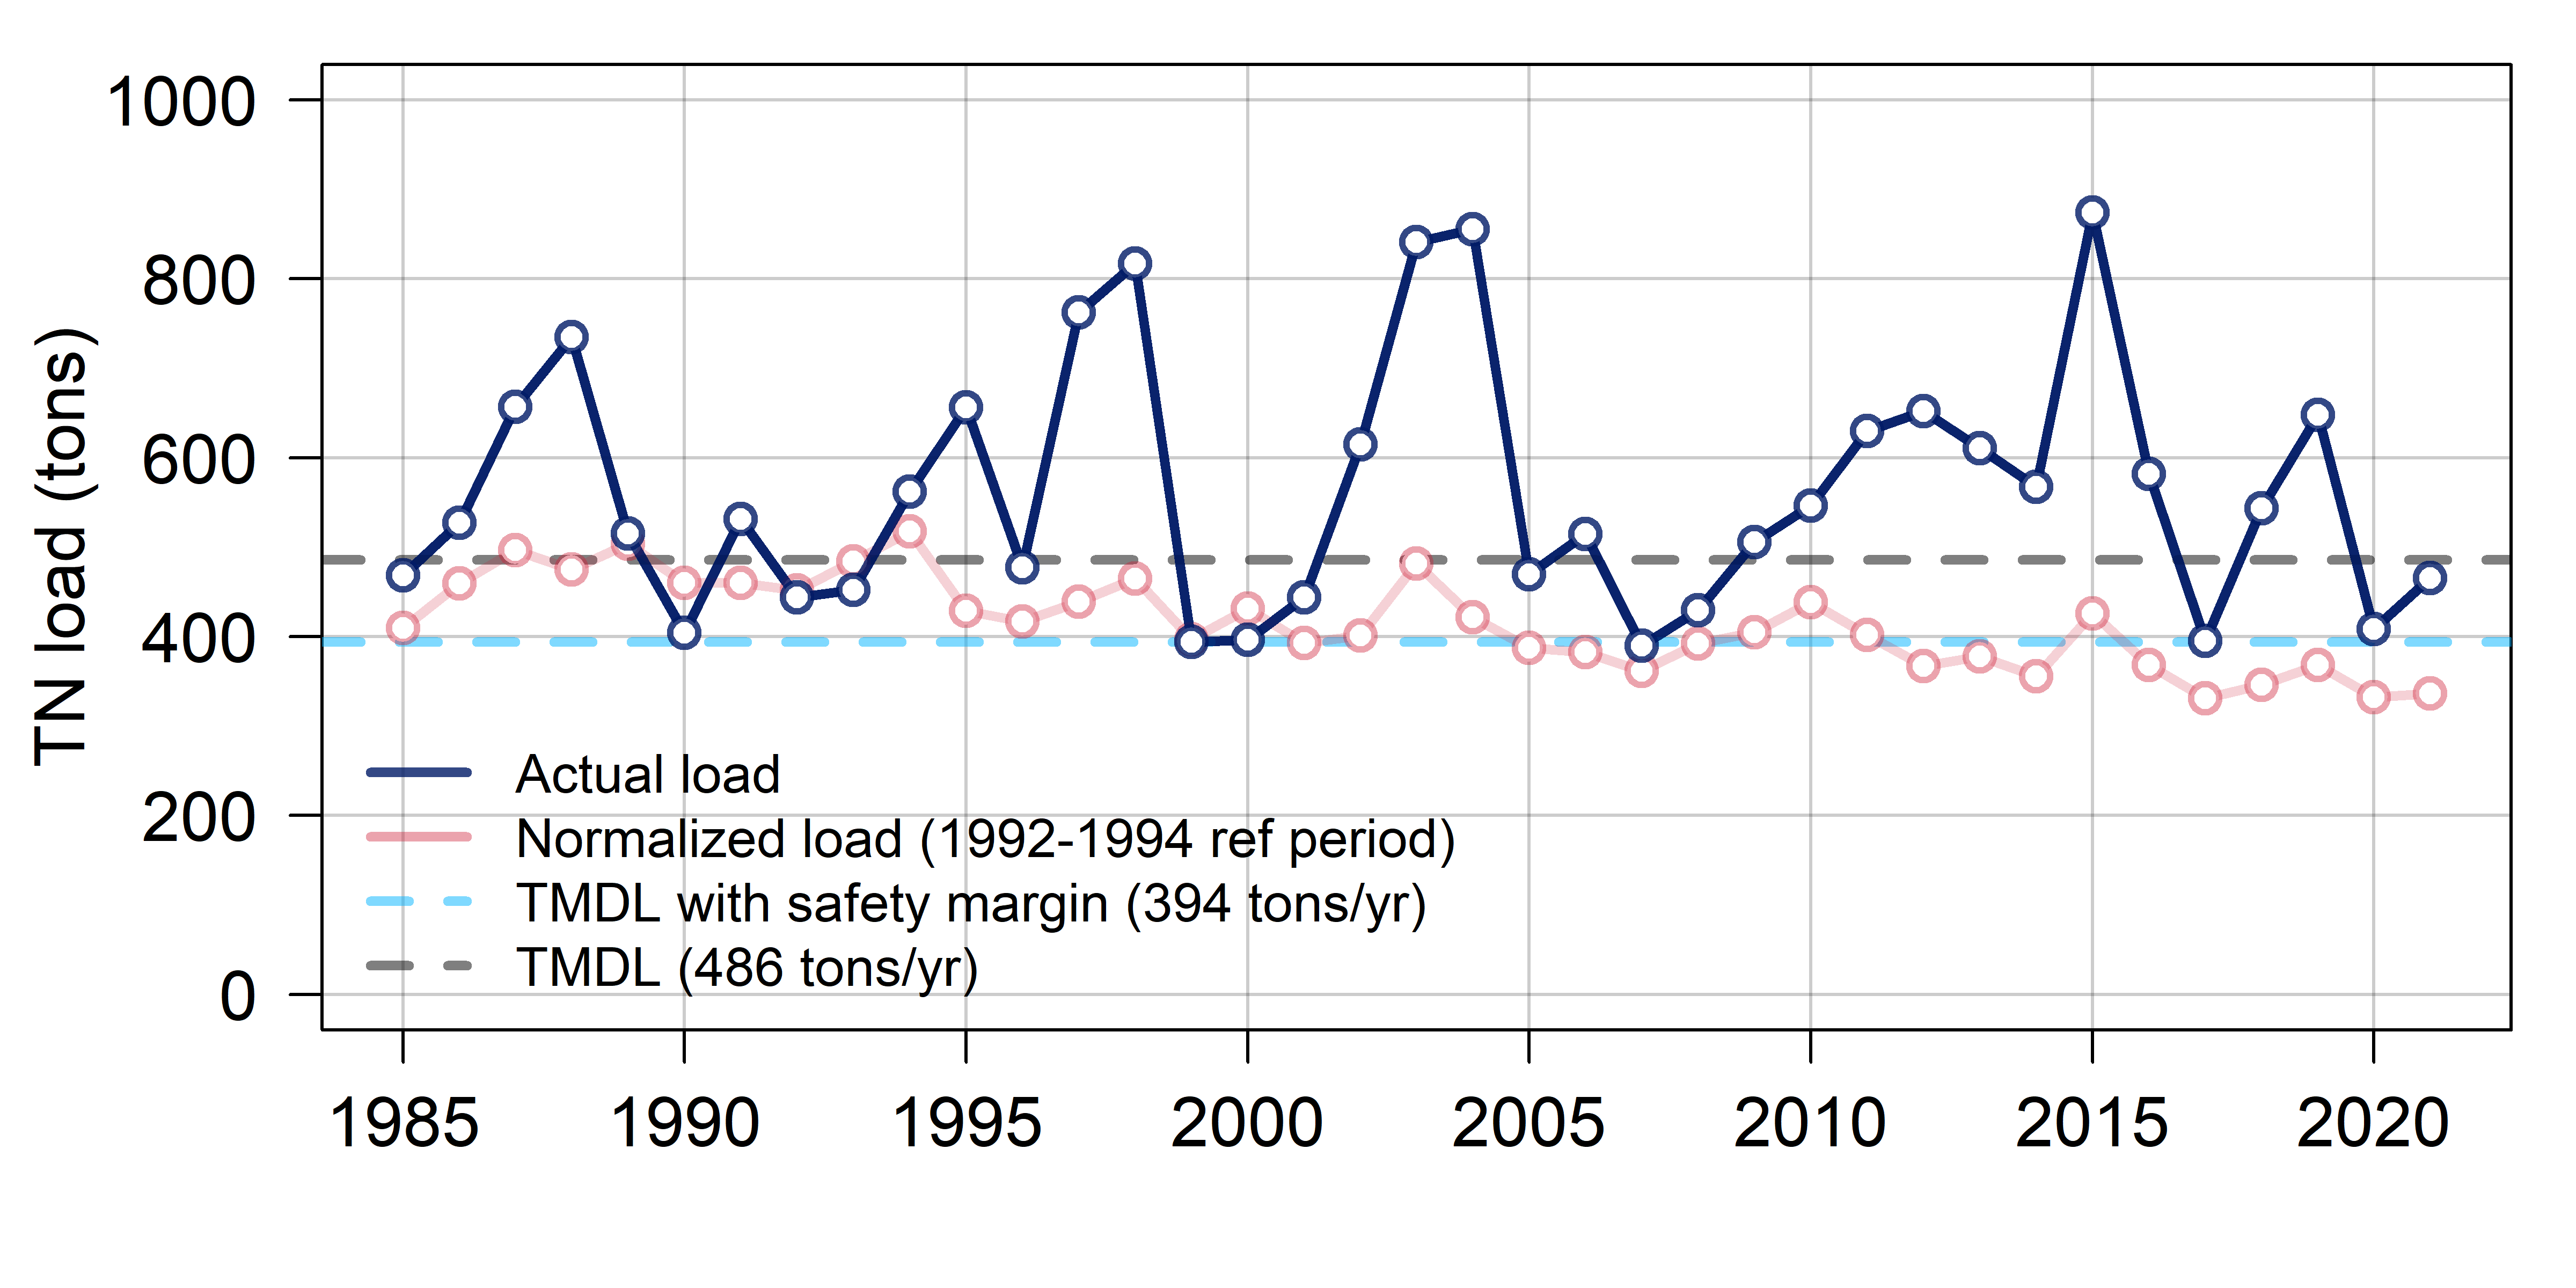 TN load (tons)
1000
800
600
400
200
0
Actual load
Normalized load (1992-1994 ref period)
TMDL with safety margin (394 tons/yr)
TMDL (486 tons/yr)
1985 1990 1995 2000 2005 2010 2015 2020